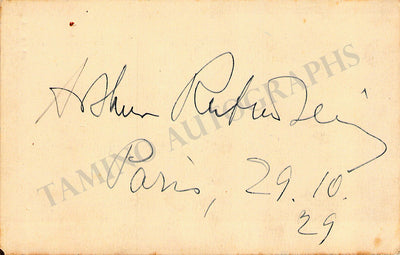 Arthur Rubinstein
Paris, 29.10.
29
TAMINO AUTOGRAPHS